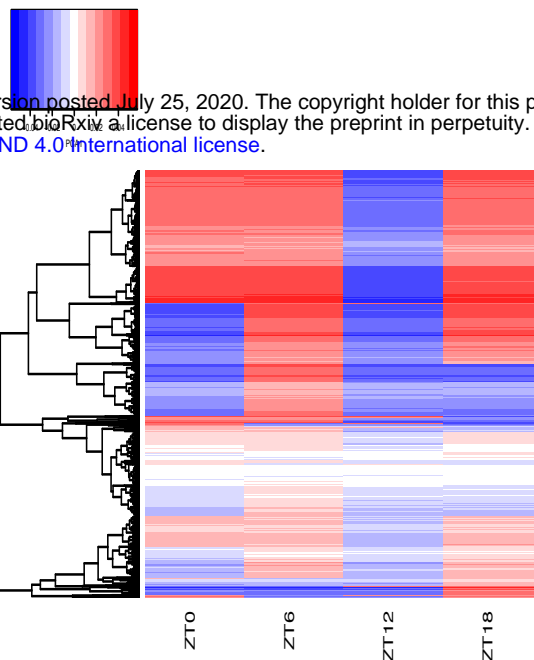 rsion posted July 25, 2020. The copyright holder for this p
ted bioRxiv a license to display the preprint in perpetuity.
ND 4.0 International license.
ZT0 ZT6 ZT12 ZT18